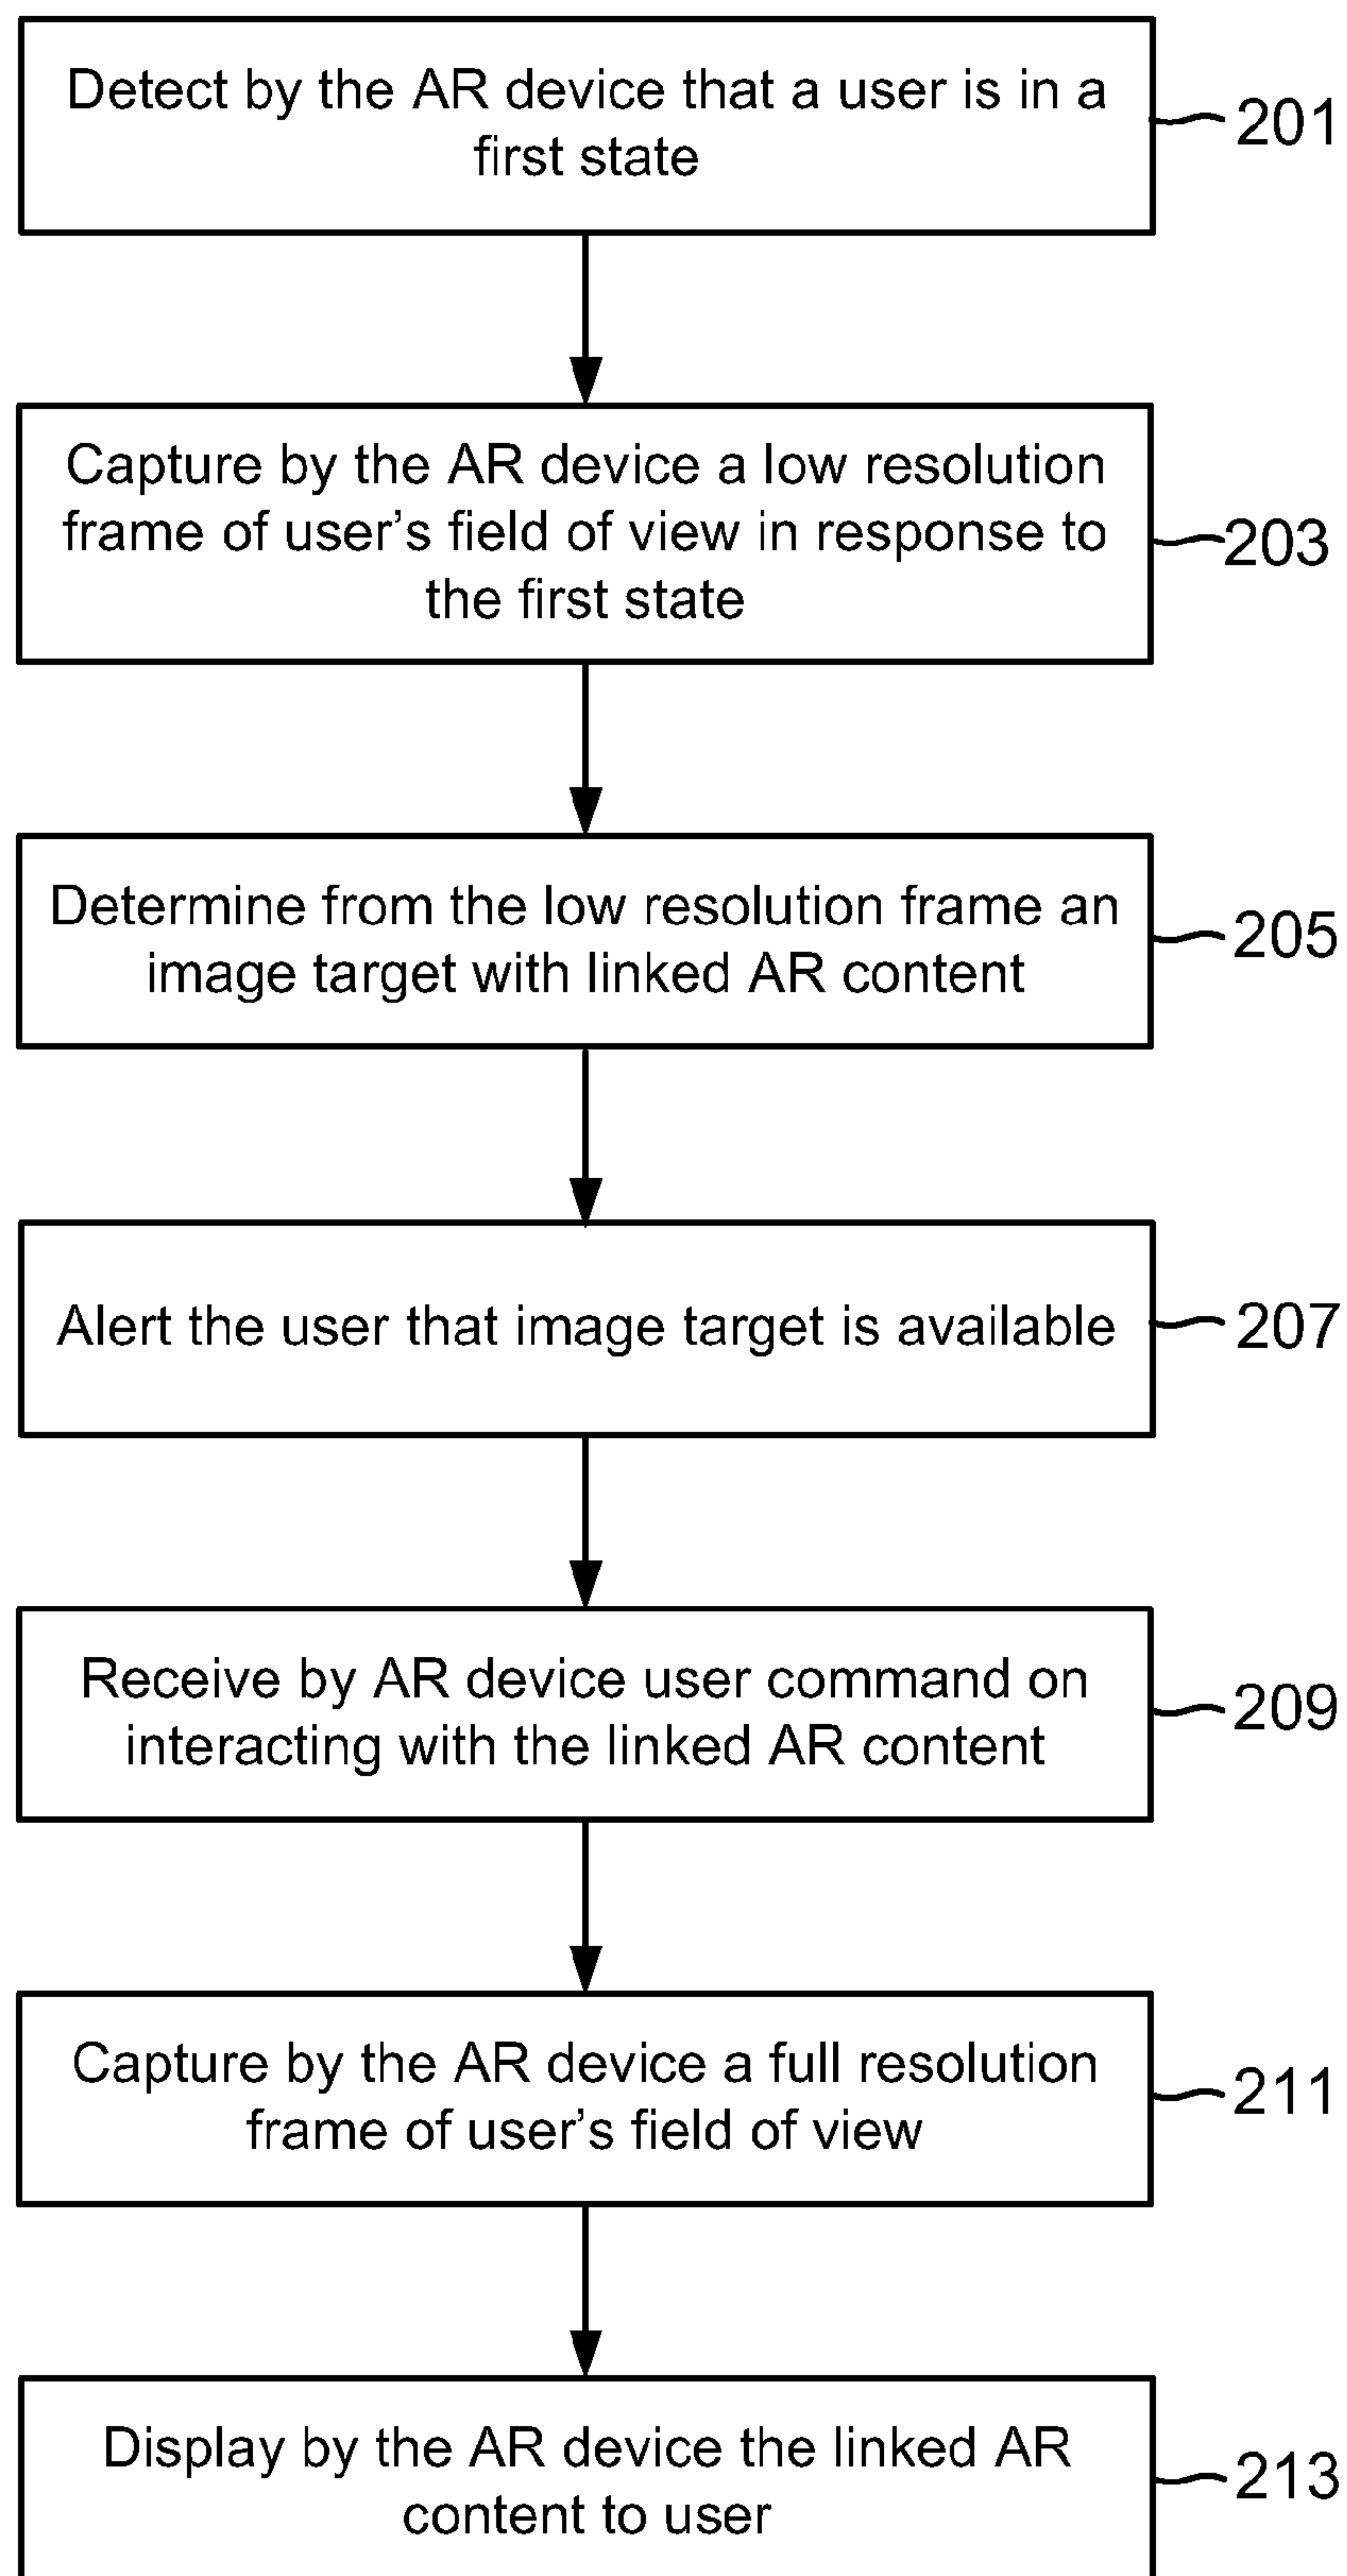 Detect by the AR device that a user is in a
first state
201
Capture by the AR device a low resolution
frame of user's field of view in response to
the first state
203
Determine from the low resolution frame an
image target with linked AR content
205
Alert the user that image target is available
207
Receive by AR device user command on
interacting with the linked AR content
209
Capture by the AR device a full resolution
frame of user's field of view
211
Display by the AR device the linked AR
content to user
213